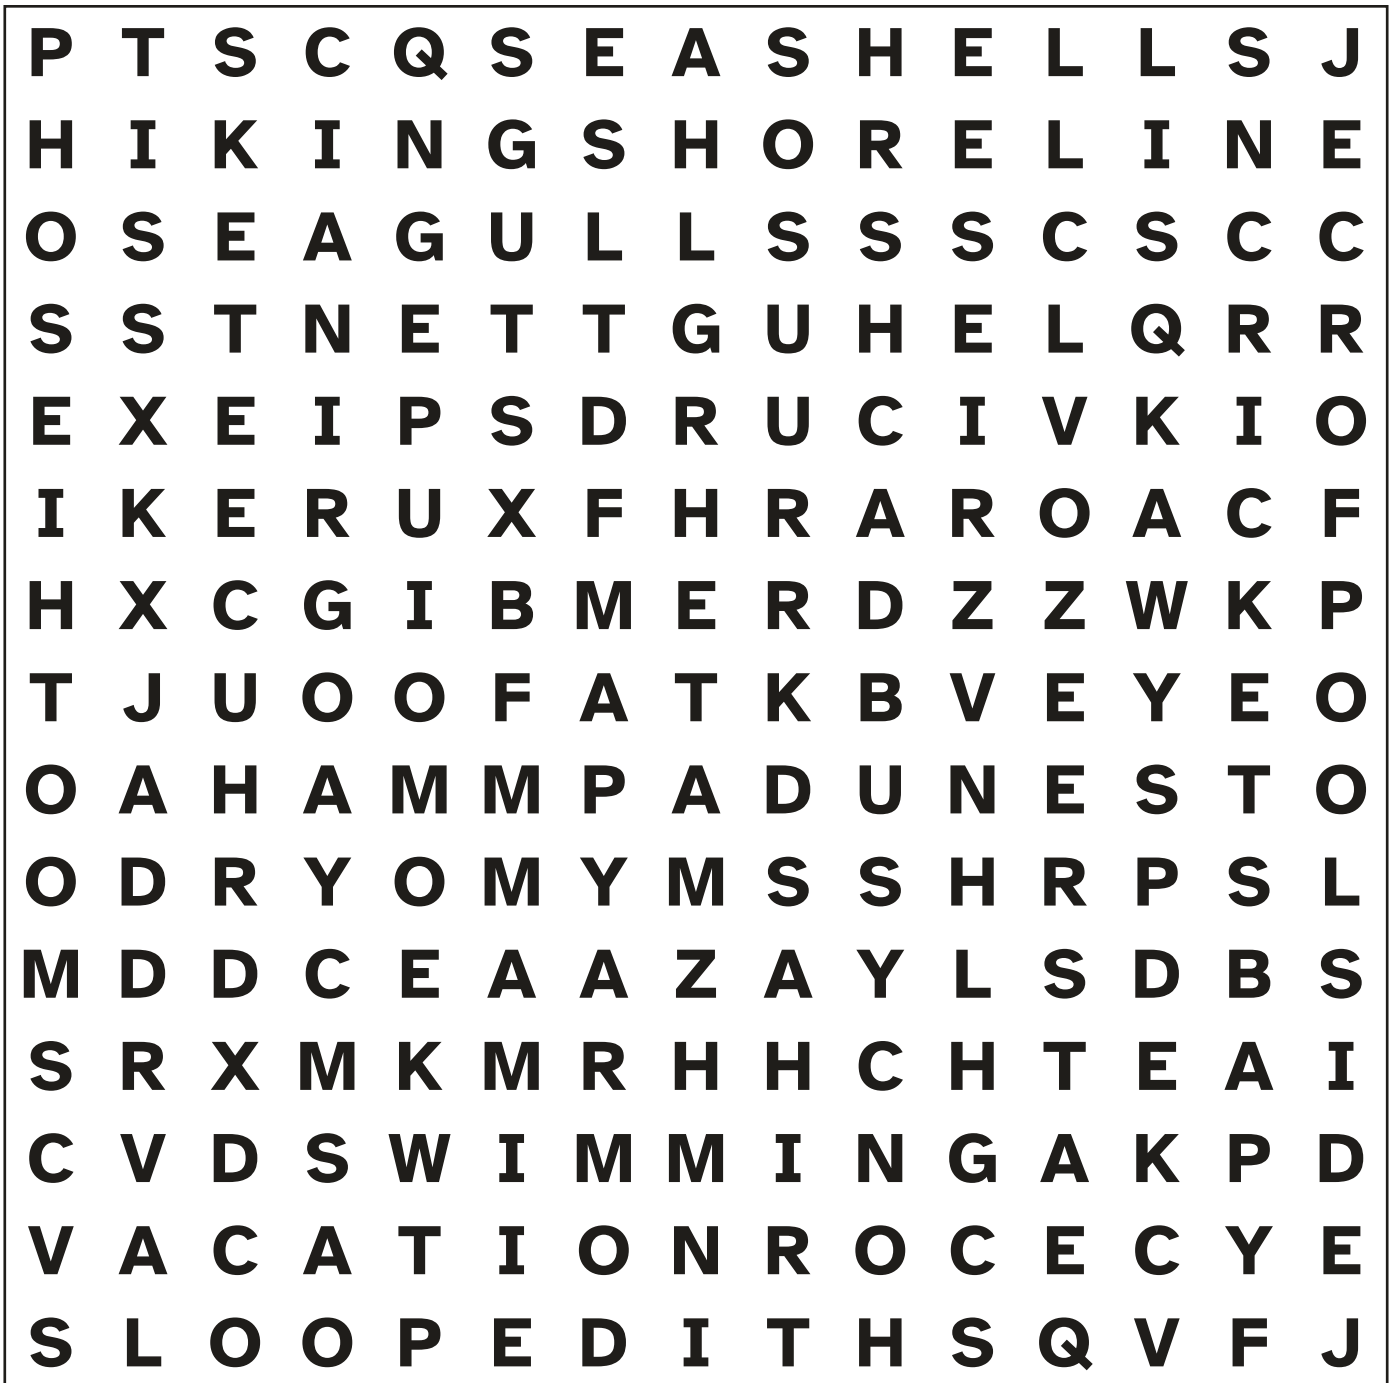 P T S C Q S E A S H E L L S J
H I K I N G S H O R E L I N E
O S E A G U L L S S S C S C C
S S T N E T T G U H E L Q R R
E X E I P S D R U C I V K I O
I K E R U X F H R A R O A C F
H X C G I B M E R D Z Z W K P
T J U O O F A T K B V E Y E O
O A H A M M P A D U N E S T O
O D R Y O M Y M S S H R P S L
M D D C E A A Z A Y L S D B S
S R X M K M R H H C H T E A I
C V D S W I M M I N G A K P D
V A C A T I O N R O C E C Y E
S L O O P E D I T H S Q V F J